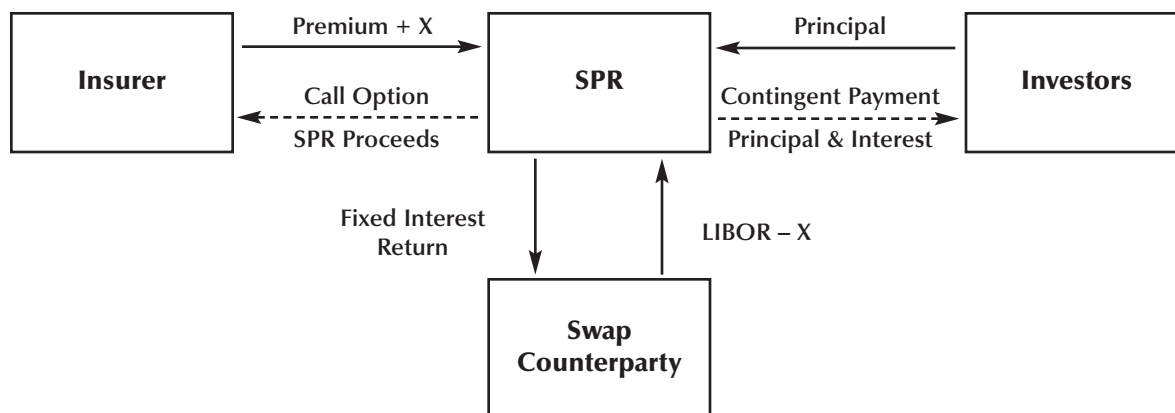 Premium + X
Principal
Insurer
SPR
Investors
Call Option
SPR Proceeds
Contingent Payment
Principal & Interest
Fixed Interest
Return
LIBOR – X
Swap
Counterparty